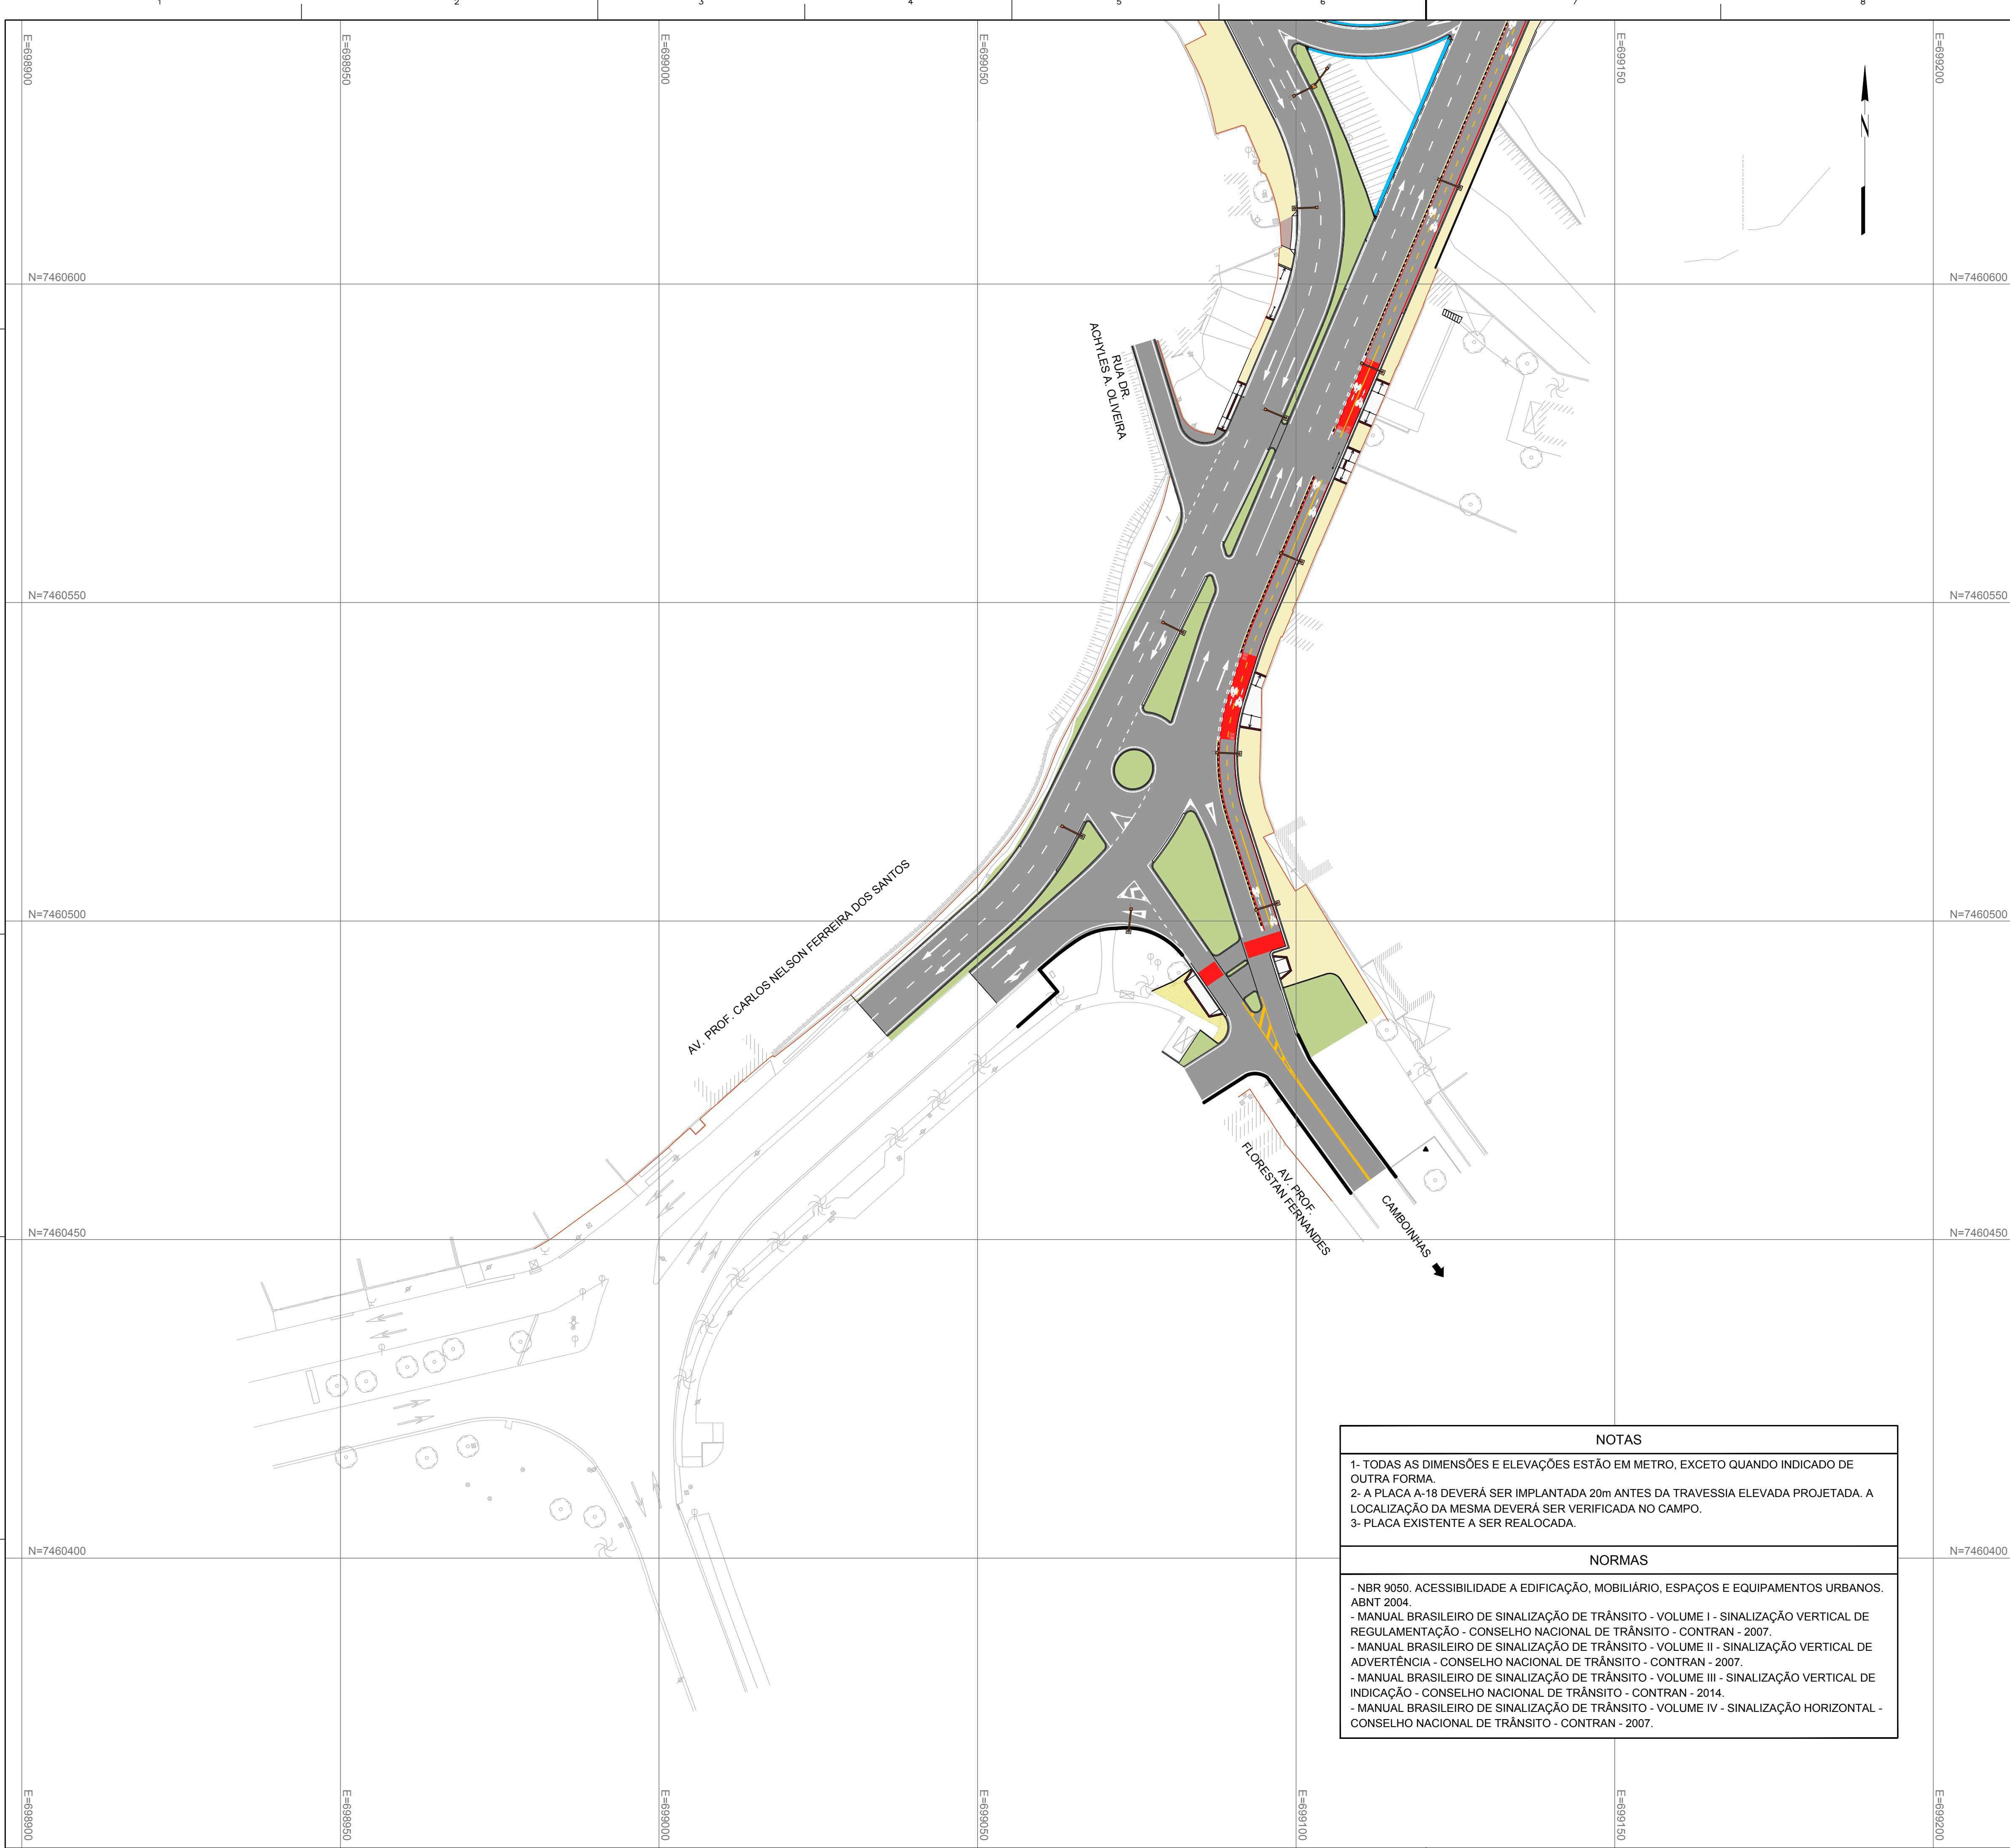 1 2 3 4 5 6 7 8
E=698900 E=698950 E=699000 E=699050 E=699150 E=699200
N
N=7460600 N=7460600
RUA DR.
ACHYLES A. OLIVEIRA
N=7460550 N=7460550
AV. PROF. CARLOS NELSON FERREIRA DOS SANTOS
N=7460500 N=7460500
AV. PROF.
FLORESTAN FERNANDES
CAMBOINHAS
N=7460450 N=7460450
NOTAS
1- TODAS AS DIMENSÕES E ELEVAÇÕES ESTÃO EM METRO, EXCETO QUANDO INDICADO DE
OUTRA FORMA.
2- A PLACA A-18 DEVERÁ SER IMPLANTADA 20m ANTES DA TRAVESSIA ELEVADA PROJETADA. A
LOCALIZAÇÃO DA MESMA DEVERÁ SER VERIFICADA NO CAMPO.
3- PLACA EXISTENTE A SER REALOCADA.
NORMAS
- NBR 9050. ACESSIBILIDADE A EDIFICAÇÃO, MOBILIÁRIO, ESPAÇOS E EQUIPAMENTOS URBANOS.
ABNT 2004.
- MANUAL BRASILEIRO DE SINALIZAÇÃO DE TRÂNSITO - VOLUME I - SINALIZAÇÃO VERTICAL DE
REGULAMENTAÇÃO - CONSELHO NACIONAL DE TRÂNSITO - CONTRAN - 2007.
- MANUAL BRASILEIRO DE SINALIZAÇÃO DE TRÂNSITO - VOLUME II - SINALIZAÇÃO VERTICAL DE
ADVERTÊNCIA - CONSELHO NACIONAL DE TRÂNSITO - CONTRAN - 2007.
- MANUAL BRASILEIRO DE SINALIZAÇÃO DE TRÂNSITO - VOLUME III - SINALIZAÇÃO VERTICAL DE
INDICAÇÃO - CONSELHO NACIONAL DE TRÂNSITO - CONTRAN - 2014.
- MANUAL BRASILEIRO DE SINALIZAÇÃO DE TRÂNSITO - VOLUME IV - SINALIZAÇÃO HORIZONTAL -
CONSELHO NACIONAL DE TRÂNSITO - CONTRAN - 2007.
N=7460400 N=7460400
E=698900 E=698950 E=699000 E=699050 E=699100 E=699150 E=699200